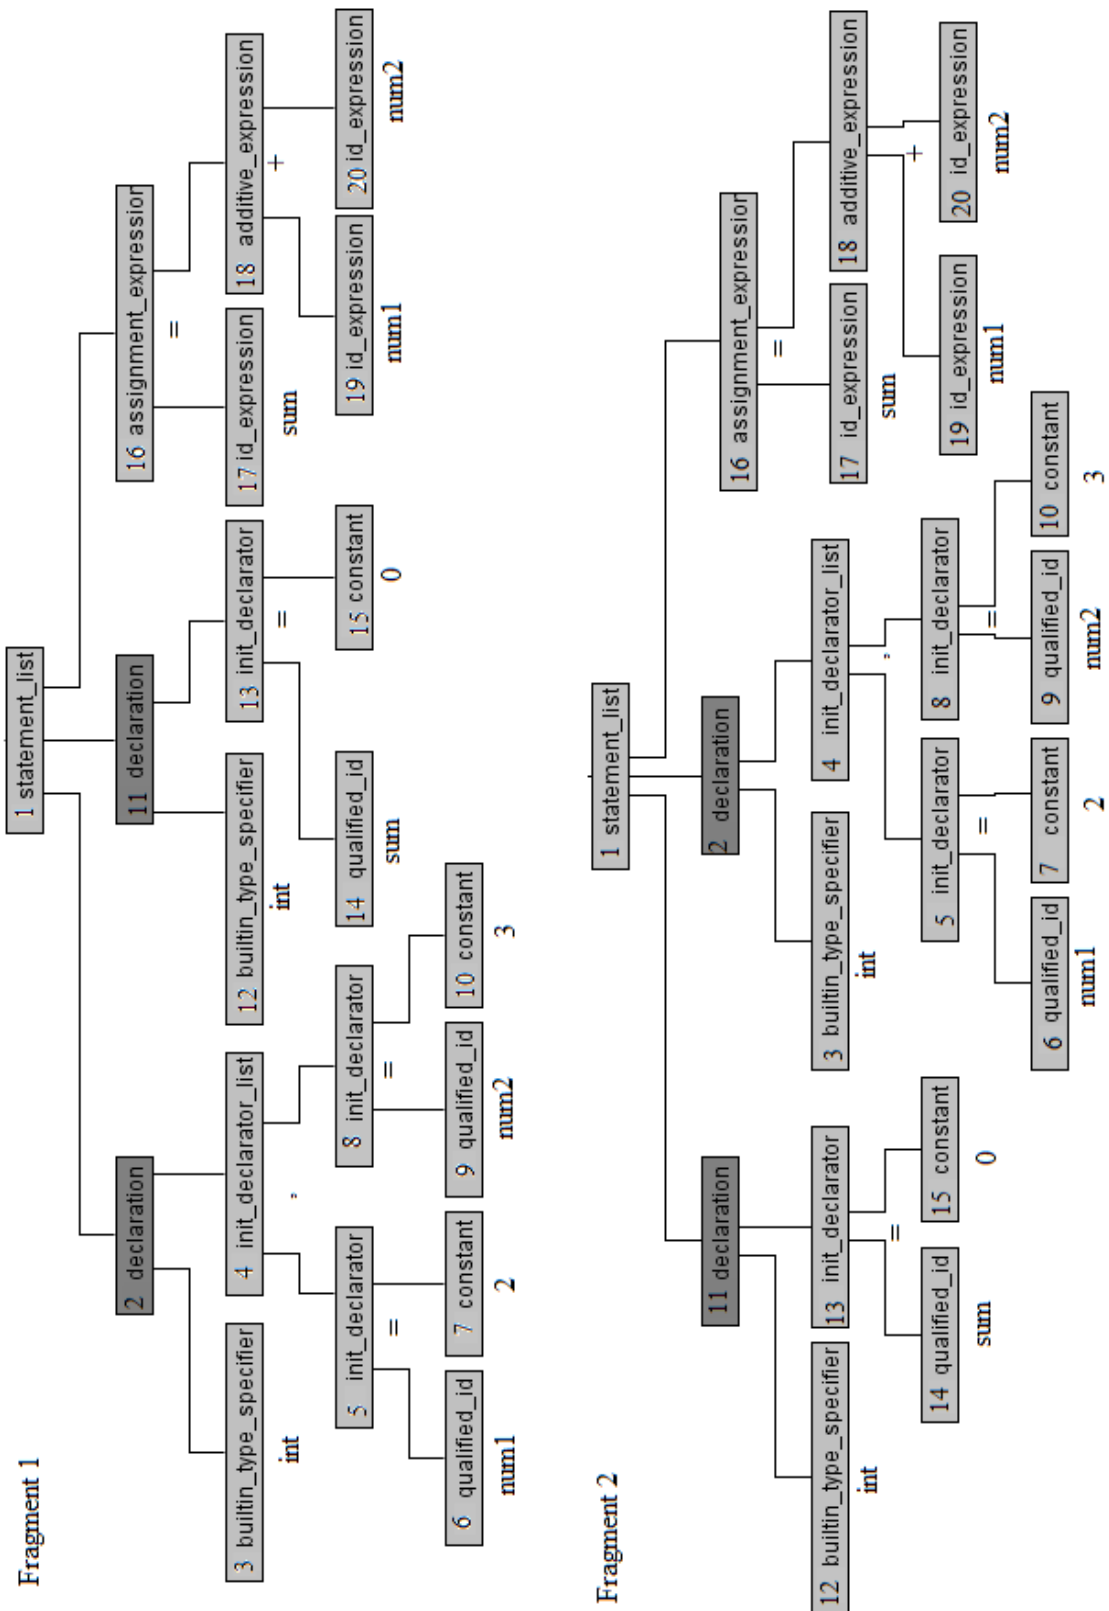 Fragment 1
1 statement_list
2 declaration
11 declaration
16 assignment_expression
=
3 builtin_type_specifier
int
4 init_declarator_list
,
12 builtin_type_specifier
int
13 init_declarator
=
17 id_expression
sum
18 additive_expression
+
5 init_declarator
=
8 init_declarator
=
14 qualified_id
sum
15 constant
0
19 id_expression
num1
20 id_expression
num2
6 qualified_id
num1
7 constant
2
9 qualified_id
num2
10 constant
3
Fragment 2
1 statement_list
11 declaration
2 declaration
16 assignment_expression
=
12 builtin_type_specifier
int
13 init_declarator
=
3 builtin_type_specifier
int
4 init_declarator_list
,
17 id_expression
sum
18 additive_expression
+
14 qualified_id
sum
15 constant
0
5 init_declarator
=
8 init_declarator
=
19 id_expression
num1
20 id_expression
num2
6 qualified_id
num1
7 constant
2
9 qualified_id
num2
10 constant
3